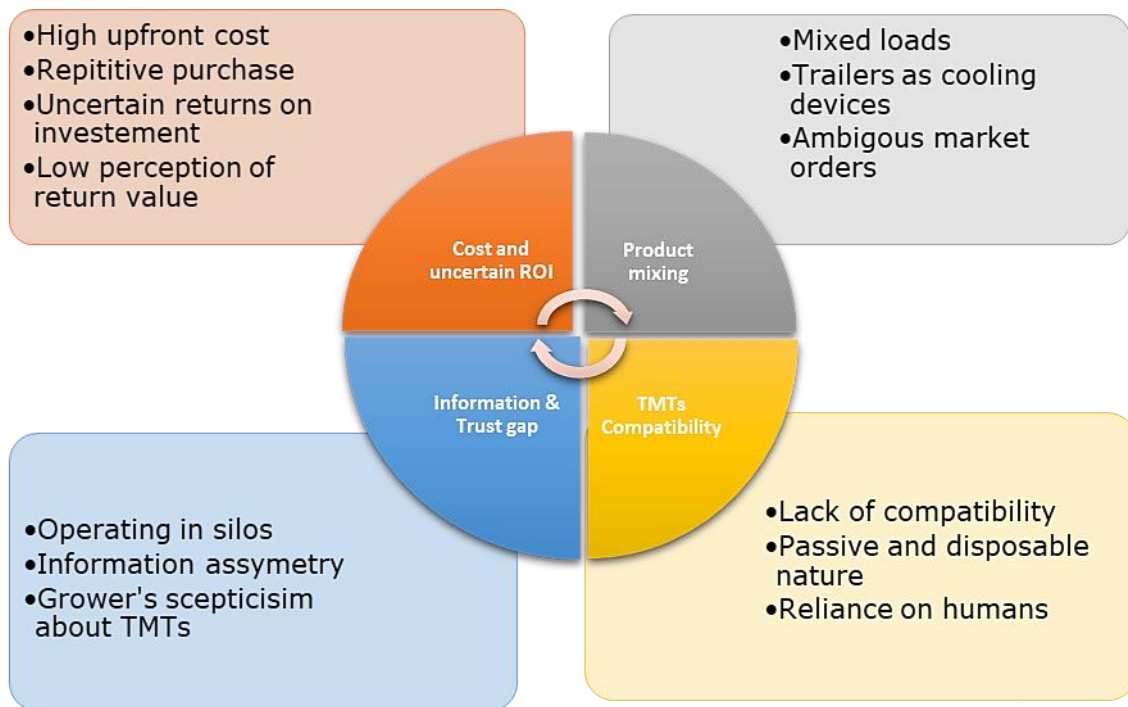 •High upfront cost
•Repititive purchase
•Uncertain returns on
investement
•Low perception of
return value
•Mixed loads
•Trailers as cooling
devices
•Ambigous market
orders
Cost and
uncertain ROI
Product
mixing
Information &
Trust gap
TMTs
Compatibility
•Operating in silos
•Information assymetry
•Grower's scepticisim
about TMTs
•Lack of compatibility
•Passive and disposable
nature
•Reliance on humans